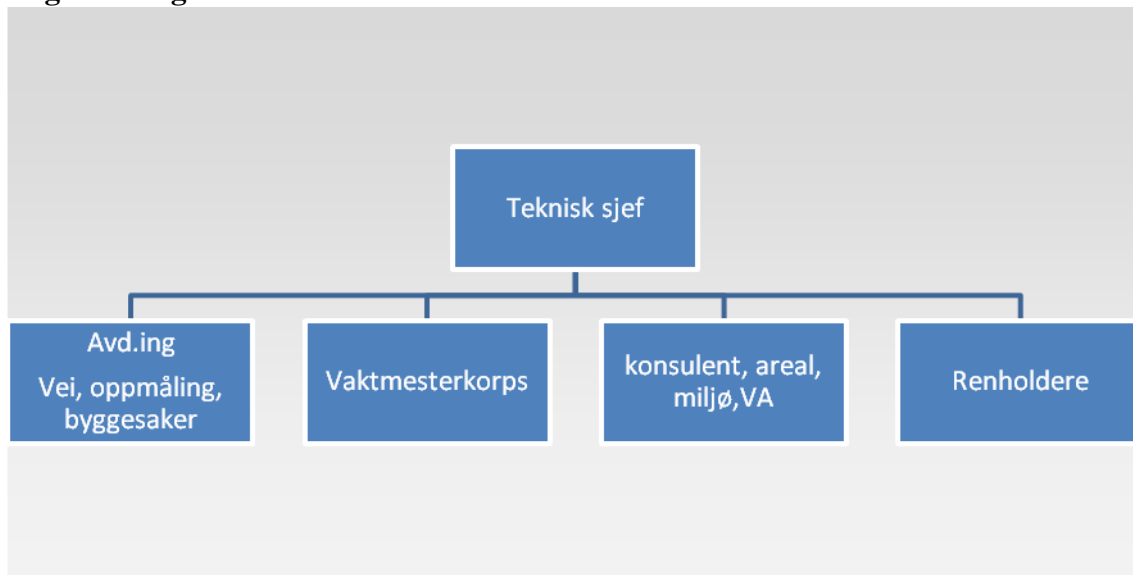 Teknisk sjef
Avd.ing
Vei, oppmåling,
byggesaker
Vaktmesterkorps
konsulent, areal,
miljø,VA
Renholdere